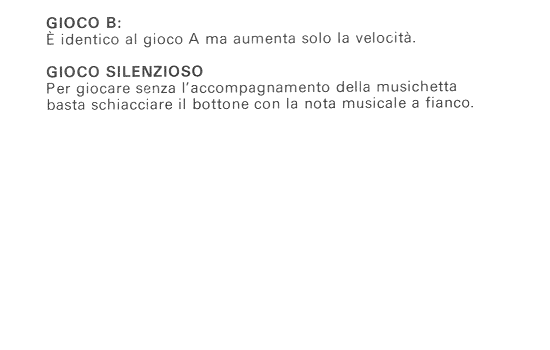 GIOCO B:
È identico al gioco A ma aumenta solo la velocità.
GIOCO SILENZIOSO
Per giocare senza l'accompagnamento della musichetta
basta schiacciare il bottone con la nota musicale a fianco.